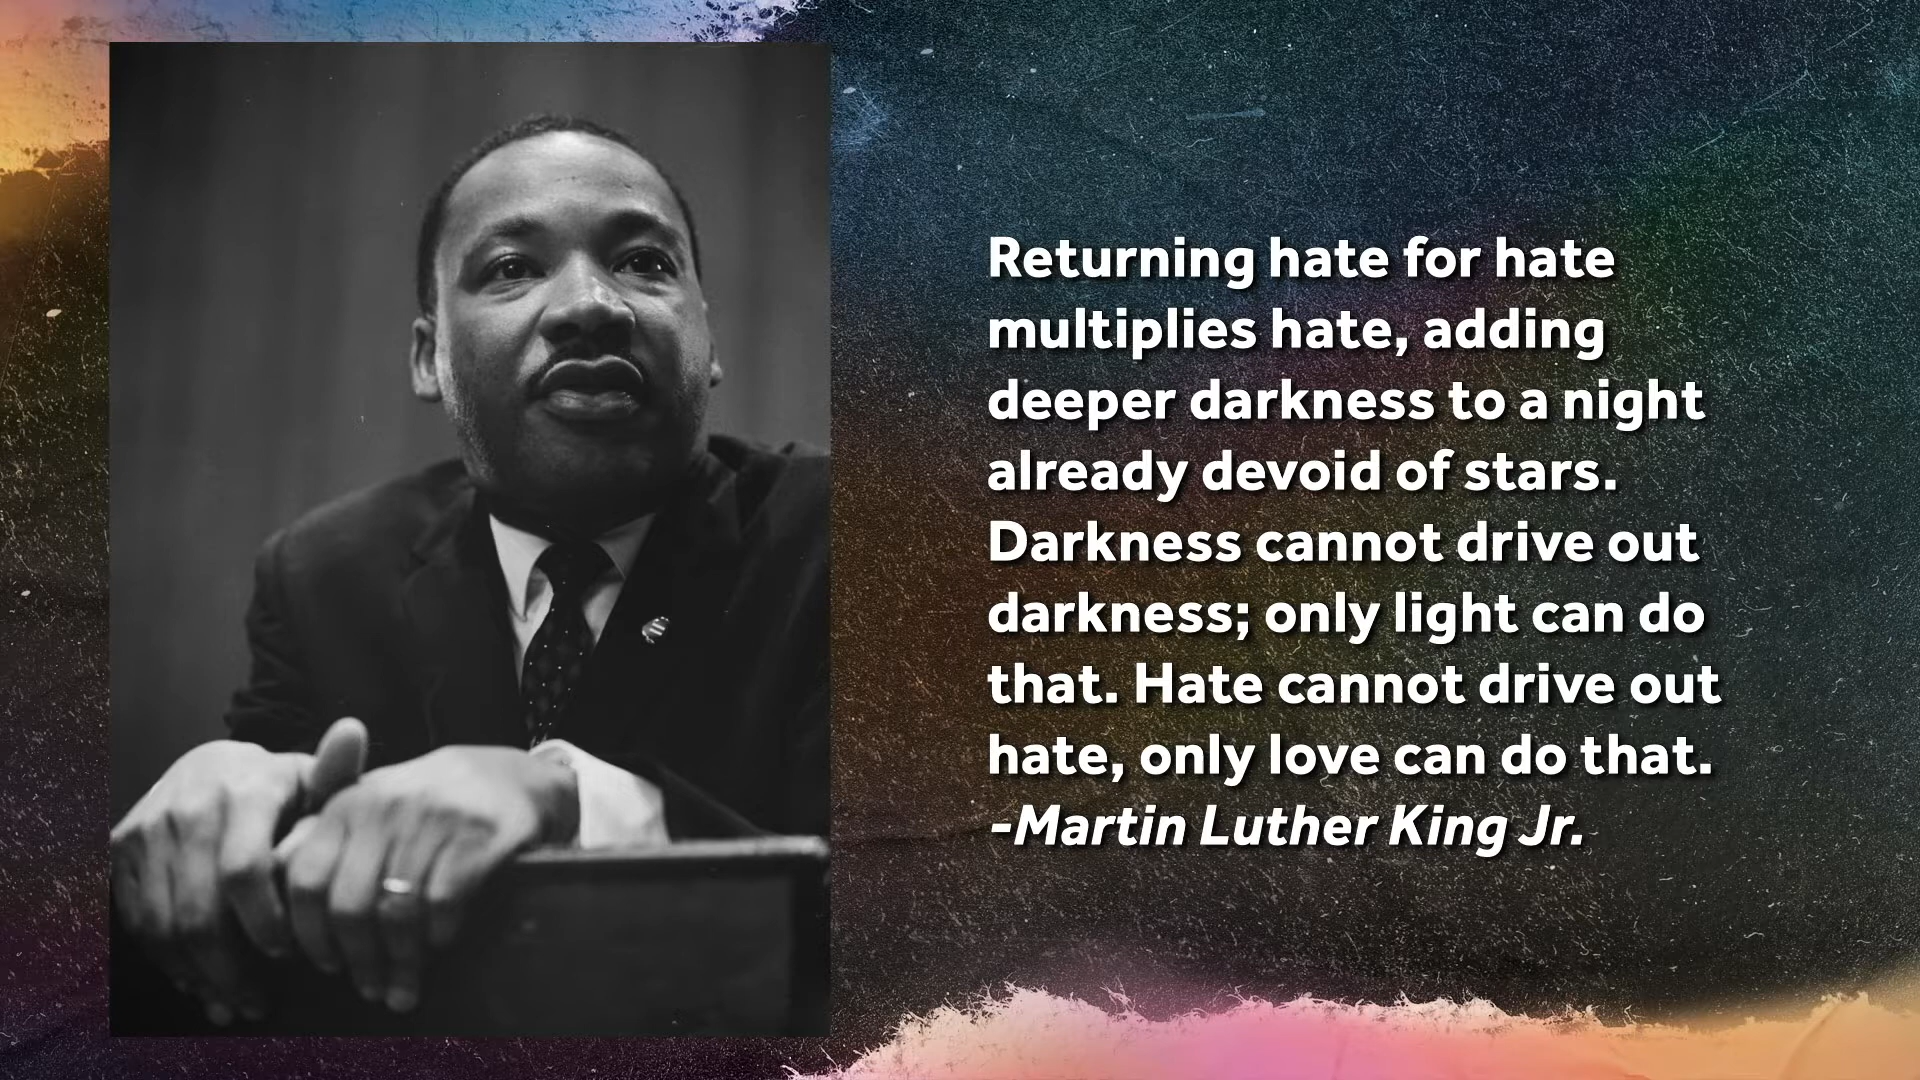 Returning hate for hate
multiplies hate, adding
deeper darkness to a night
already devoid of stars.
Darkness cannot drive out
darkness; only light can do
that. Hate cannot drive out
hate, only love can do that.
-Martin Luther King Jr.